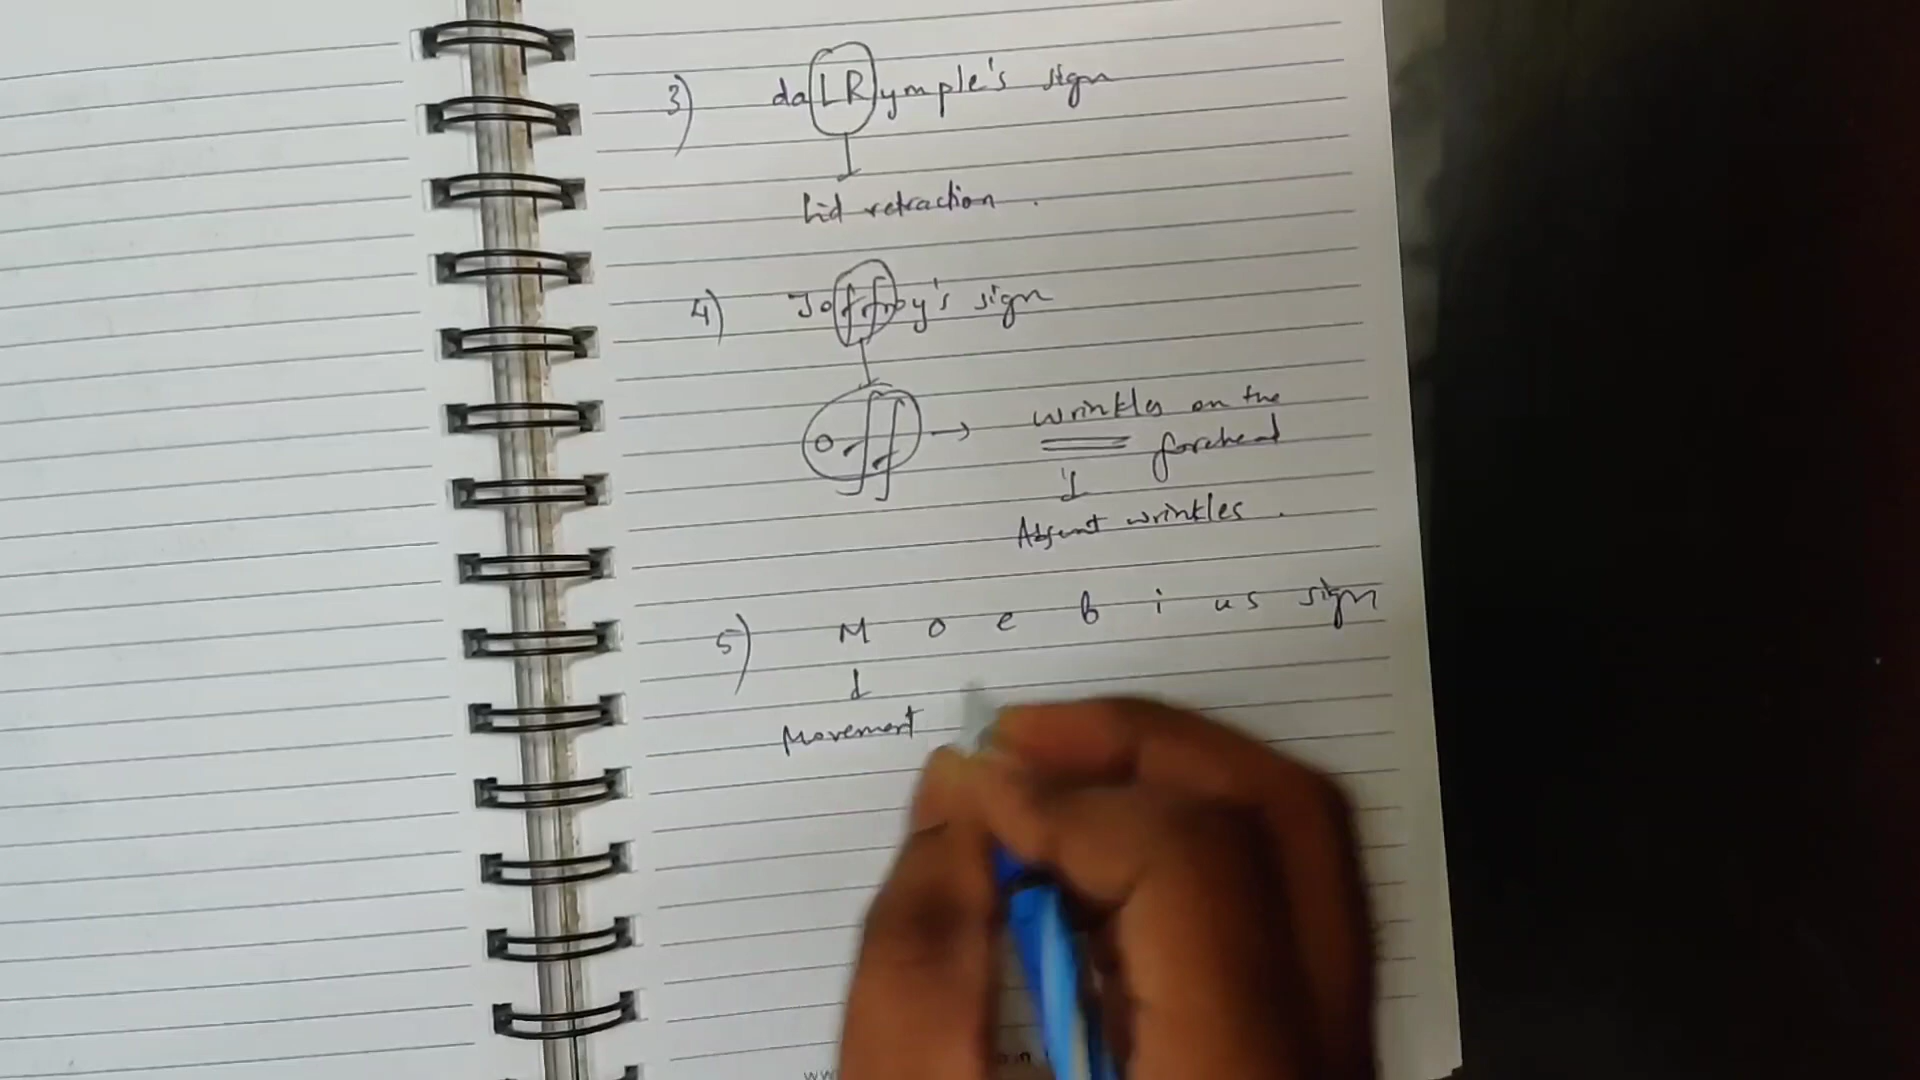 3) daLRymple's sign
Lid retraction .
4) Joffroy's sign
off → wrinkles on the
forehead
Absent wrinkles .
5) M o e b i us sign
Movement